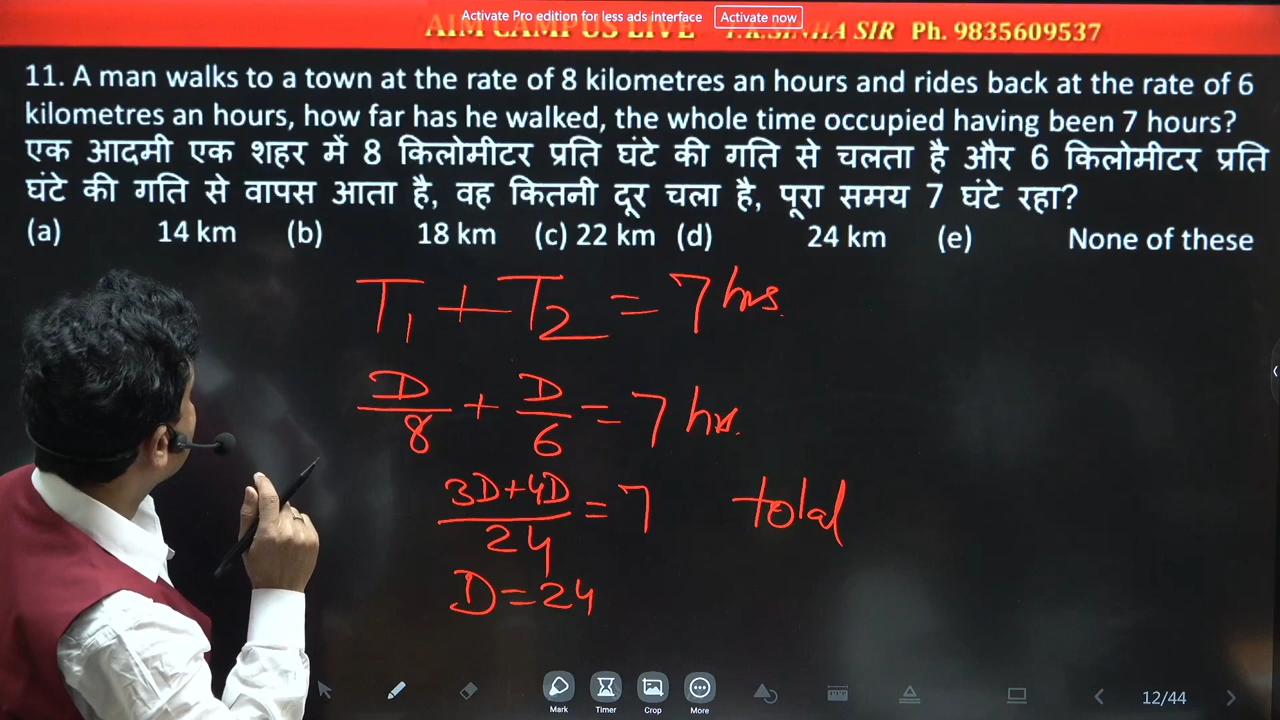 Activate Pro edition for less ads interface Activate now
AIM CAMPUS LIVE T.K.SINHA SIR Ph. 9835609537
11. A man walks to a town at the rate of 8 kilometres an hours and rides back at the rate of 6
kilometres an hours, how far has he walked, the whole time occupied having been 7 hours?
एक आदमी एक शहर में 8 किलोमीटर प्रति घंटे की गति से चलता है और 6 किलोमीटर प्रति
घंटे की गति से वापस आता है, वह कितनी दूर चला है, पूरा समय 7 घंटे रहा?
(a) 14 km (b) 18 km (c) 22 km (d) 24 km (e) None of these
T₁ + T₂ = 7 hrs.
D/8 + D/6 = 7 hr.
3D+4D/24 = 7 total
D = 24
Mark Timer Crop More
12/44